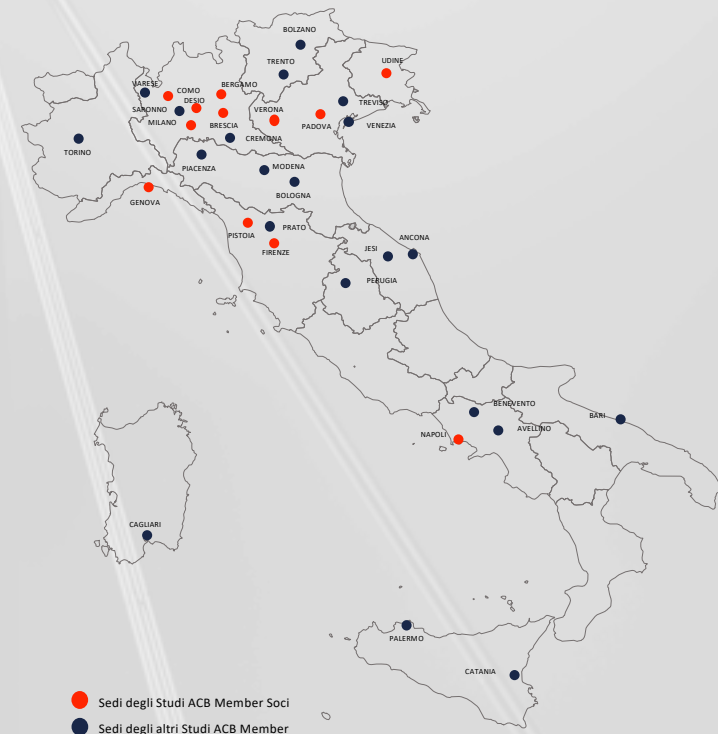 BOLZANO
TRENTO
UDINE
VARESE
COMO
BERGAMO
DESIO
SARONNO
MILANO
BRESCIA
VERONA
PADOVA
TREVISO
VENEZIA
CREMONA
TORINO
PIACENZA
MODENA
BOLOGNA
GENOVA
PISTOIA
PRATO
FIRENZE
JESI
ANCONA
PERUGIA
BENEVENTO
BARI
NAPOLI
AVELLINO
CAGLIARI
PALERMO
CATANIA
Sedi degli Studi ACB Member Soci
Sedi degli altri Studi ACB Member